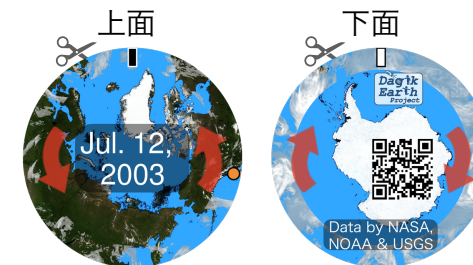 上面
下面
Jul. 12,
2003
Dagik
Earth
Project
Data by NASA,
NOAA & USGS